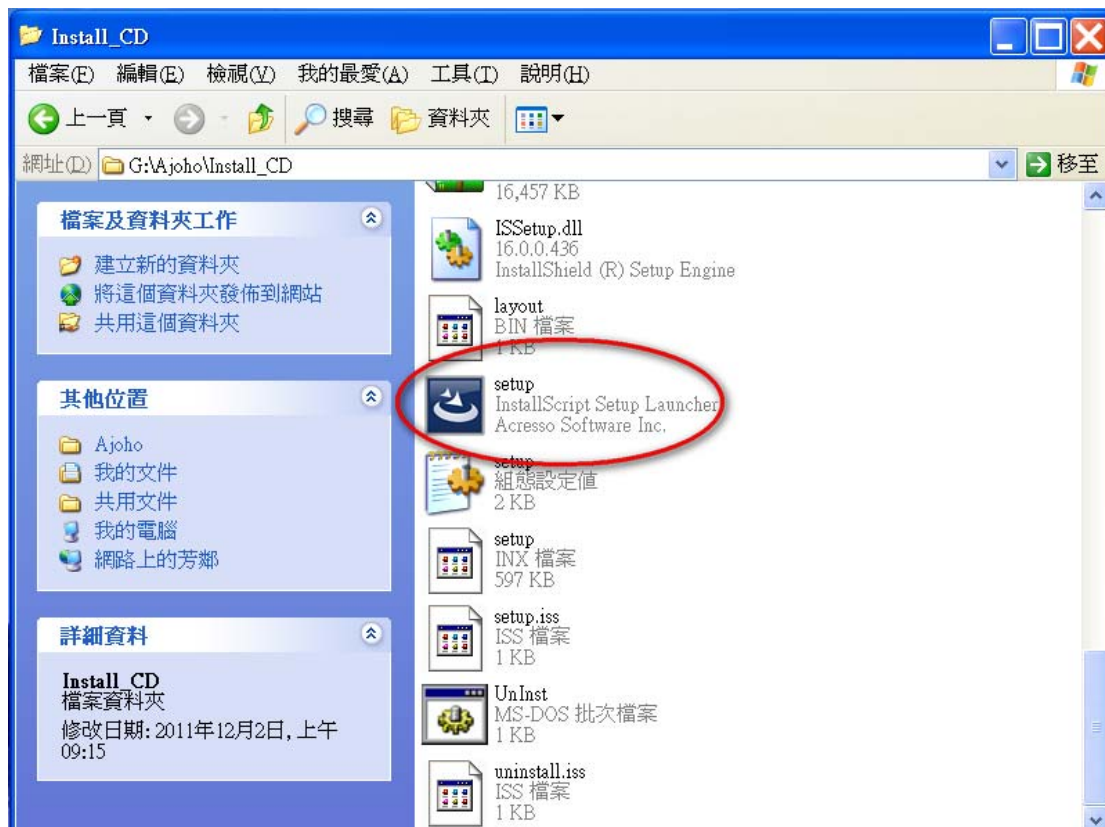 Install_CD
檔案(F) 編輯(E) 檢視(V) 我的最愛(A) 工具(T) 說明(H)
上一頁 搜尋 資料夾
網址(D) G:\Ajoho\Install_CD 移至
檔案及資料夾工作
建立新的資料夾
將這個資料夾發佈到網站
共用這個資料夾
其他位置
Ajoho
我的文件
共用文件
我的電腦
網路上的芳鄰
詳細資料
Install_CD
檔案資料夾
修改日期: 2011年12月2日, 上午
09:15
16,457 KB
ISSetup.dll
16.0.0.436
InstallShield (R) Setup Engine
layout
BIN 檔案
1 KB
setup
InstallScript Setup Launcher
Acresso Software Inc.
setup
組態設定值
2 KB
setup
INX 檔案
597 KB
setup.iss
ISS 檔案
1 KB
UnInst
MS-DOS 批次檔案
1 KB
uninstall.iss
ISS 檔案
1 KB